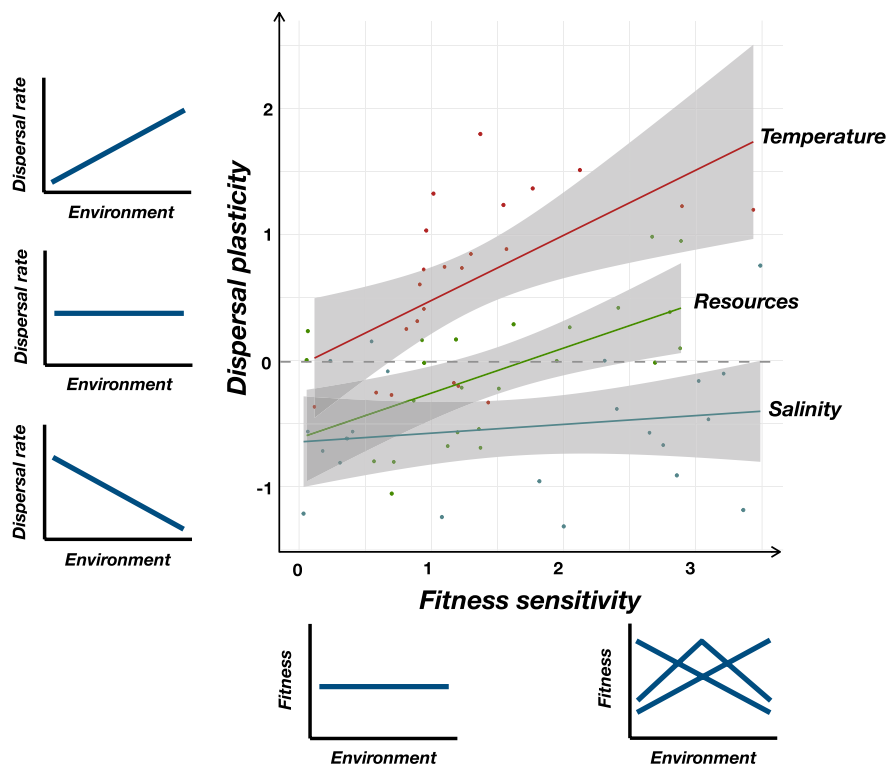 Dispersal rate
Environment
Dispersal rate
Environment
Dispersal rate
Environment
Dispersal plasticity
2
1
0
-1
Temperature
Resources
Salinity
0 1 2 3
Fitness sensitivity
Fitness
Environment
Fitness
Environment